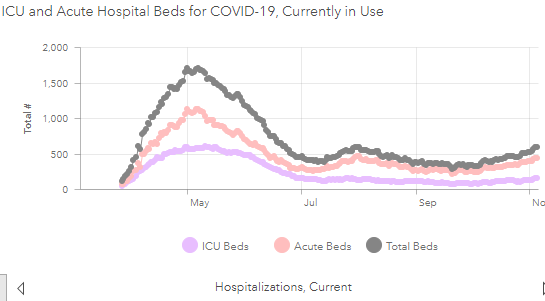 ICU and Acute Hospital Beds for COVID-19, Currently in Use
2,000
1,500
1,000
500
0
Total #
May
Jul
Sep
No
ICU Beds
Acute Beds
Total Beds
Hospitalizations, Current